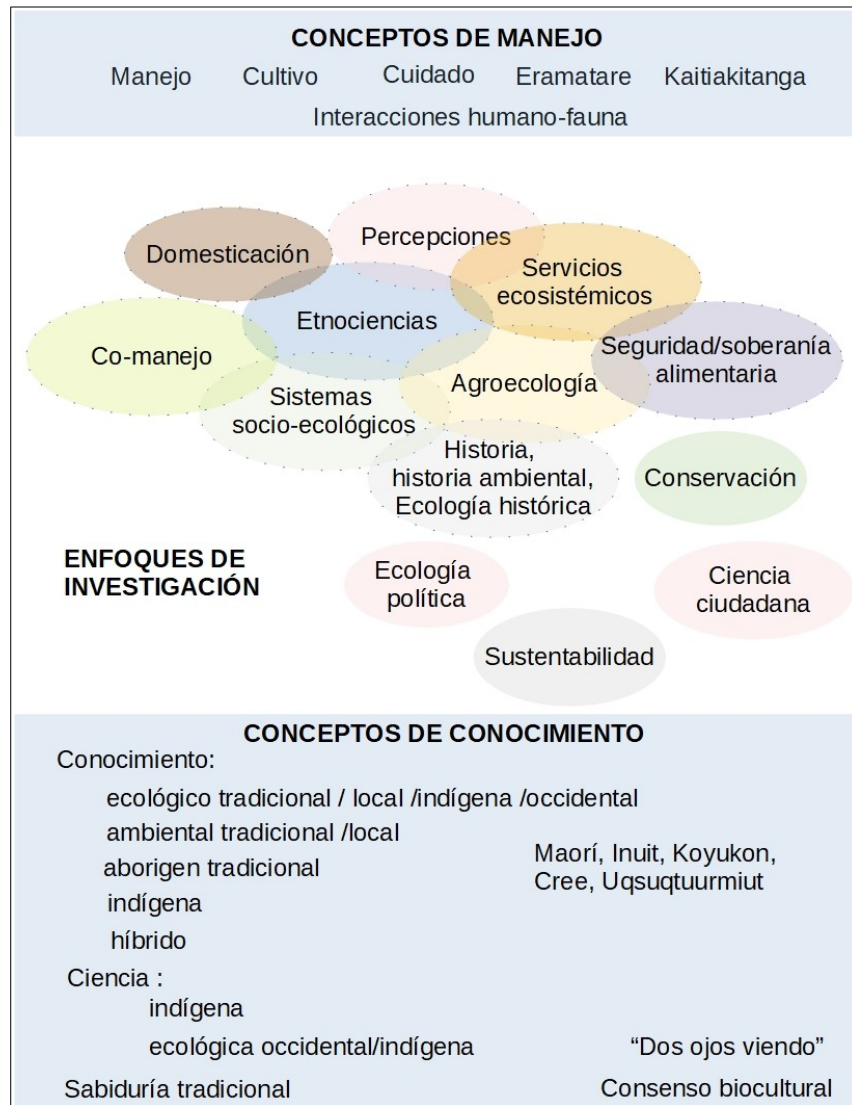 CONCEPTOS DE MANEJO
Manejo Cultivo Cuidado Eramatare Kaitiakitanga
Interacciones humano-fauna
Percepciones
Domesticación
Servicios
ecosistémicos
Etnociencias
Co-manejo
Seguridad/soberanía
alimentaria
Agroecología
Sistemas
socio-ecológicos
Historia,
historia ambiental,
Ecología histórica
Conservación
ENFOQUES DE
INVESTIGACIÓN
Ecología
política
Ciencia
ciudadana
Sustentabilidad
CONCEPTOS DE CONOCIMIENTO
Conocimiento:
ecológico tradicional / local /indígena /occidental
ambiental tradicional /local
aborigen tradicional
indígena
híbrido
Maorí, Inuit, Koyukon,
Cree, Uqsuqtuurmiut
Ciencia :
indígena
ecológica occidental/indígena
“Dos ojos viendo”
Sabiduría tradicional
Consenso biocultural